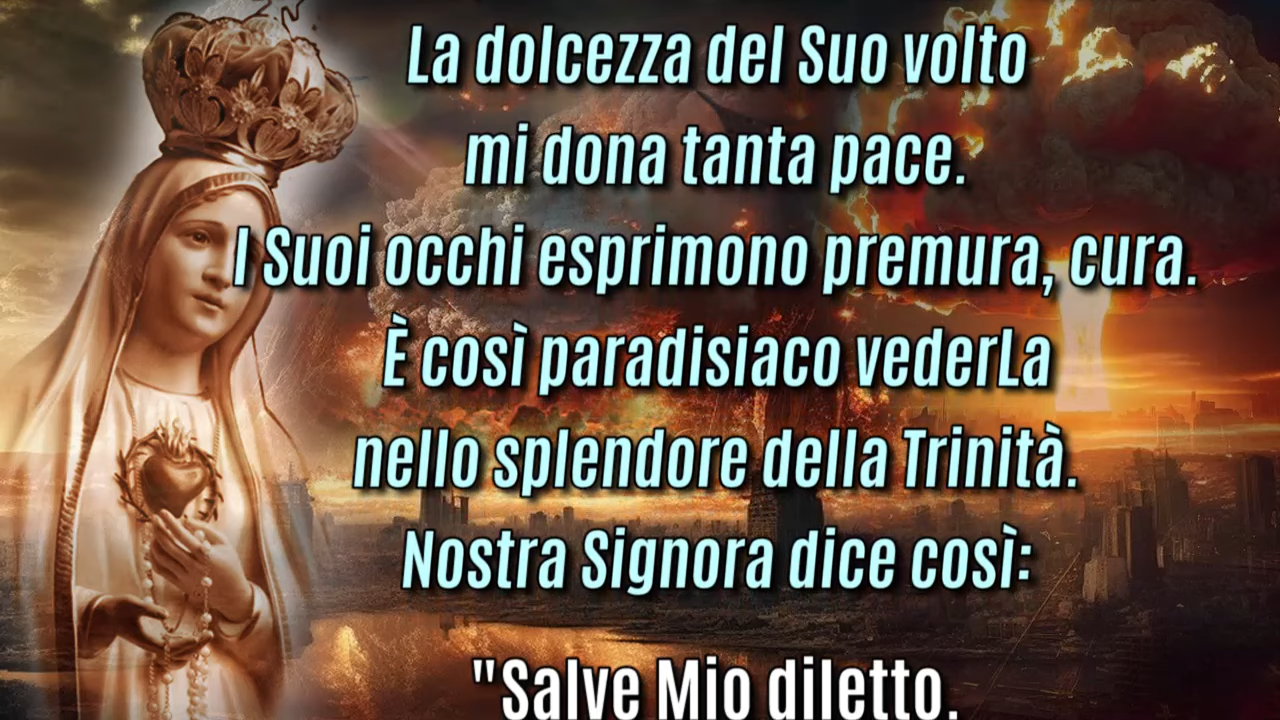 La dolcezza del Suo volto
mi dona tanta pace.
I Suoi occhi esprimono premura, cura.
È così paradisiaco vederLa
nello splendore della Trinità.
Nostra Signora dice così:
"Salve Mio diletto.